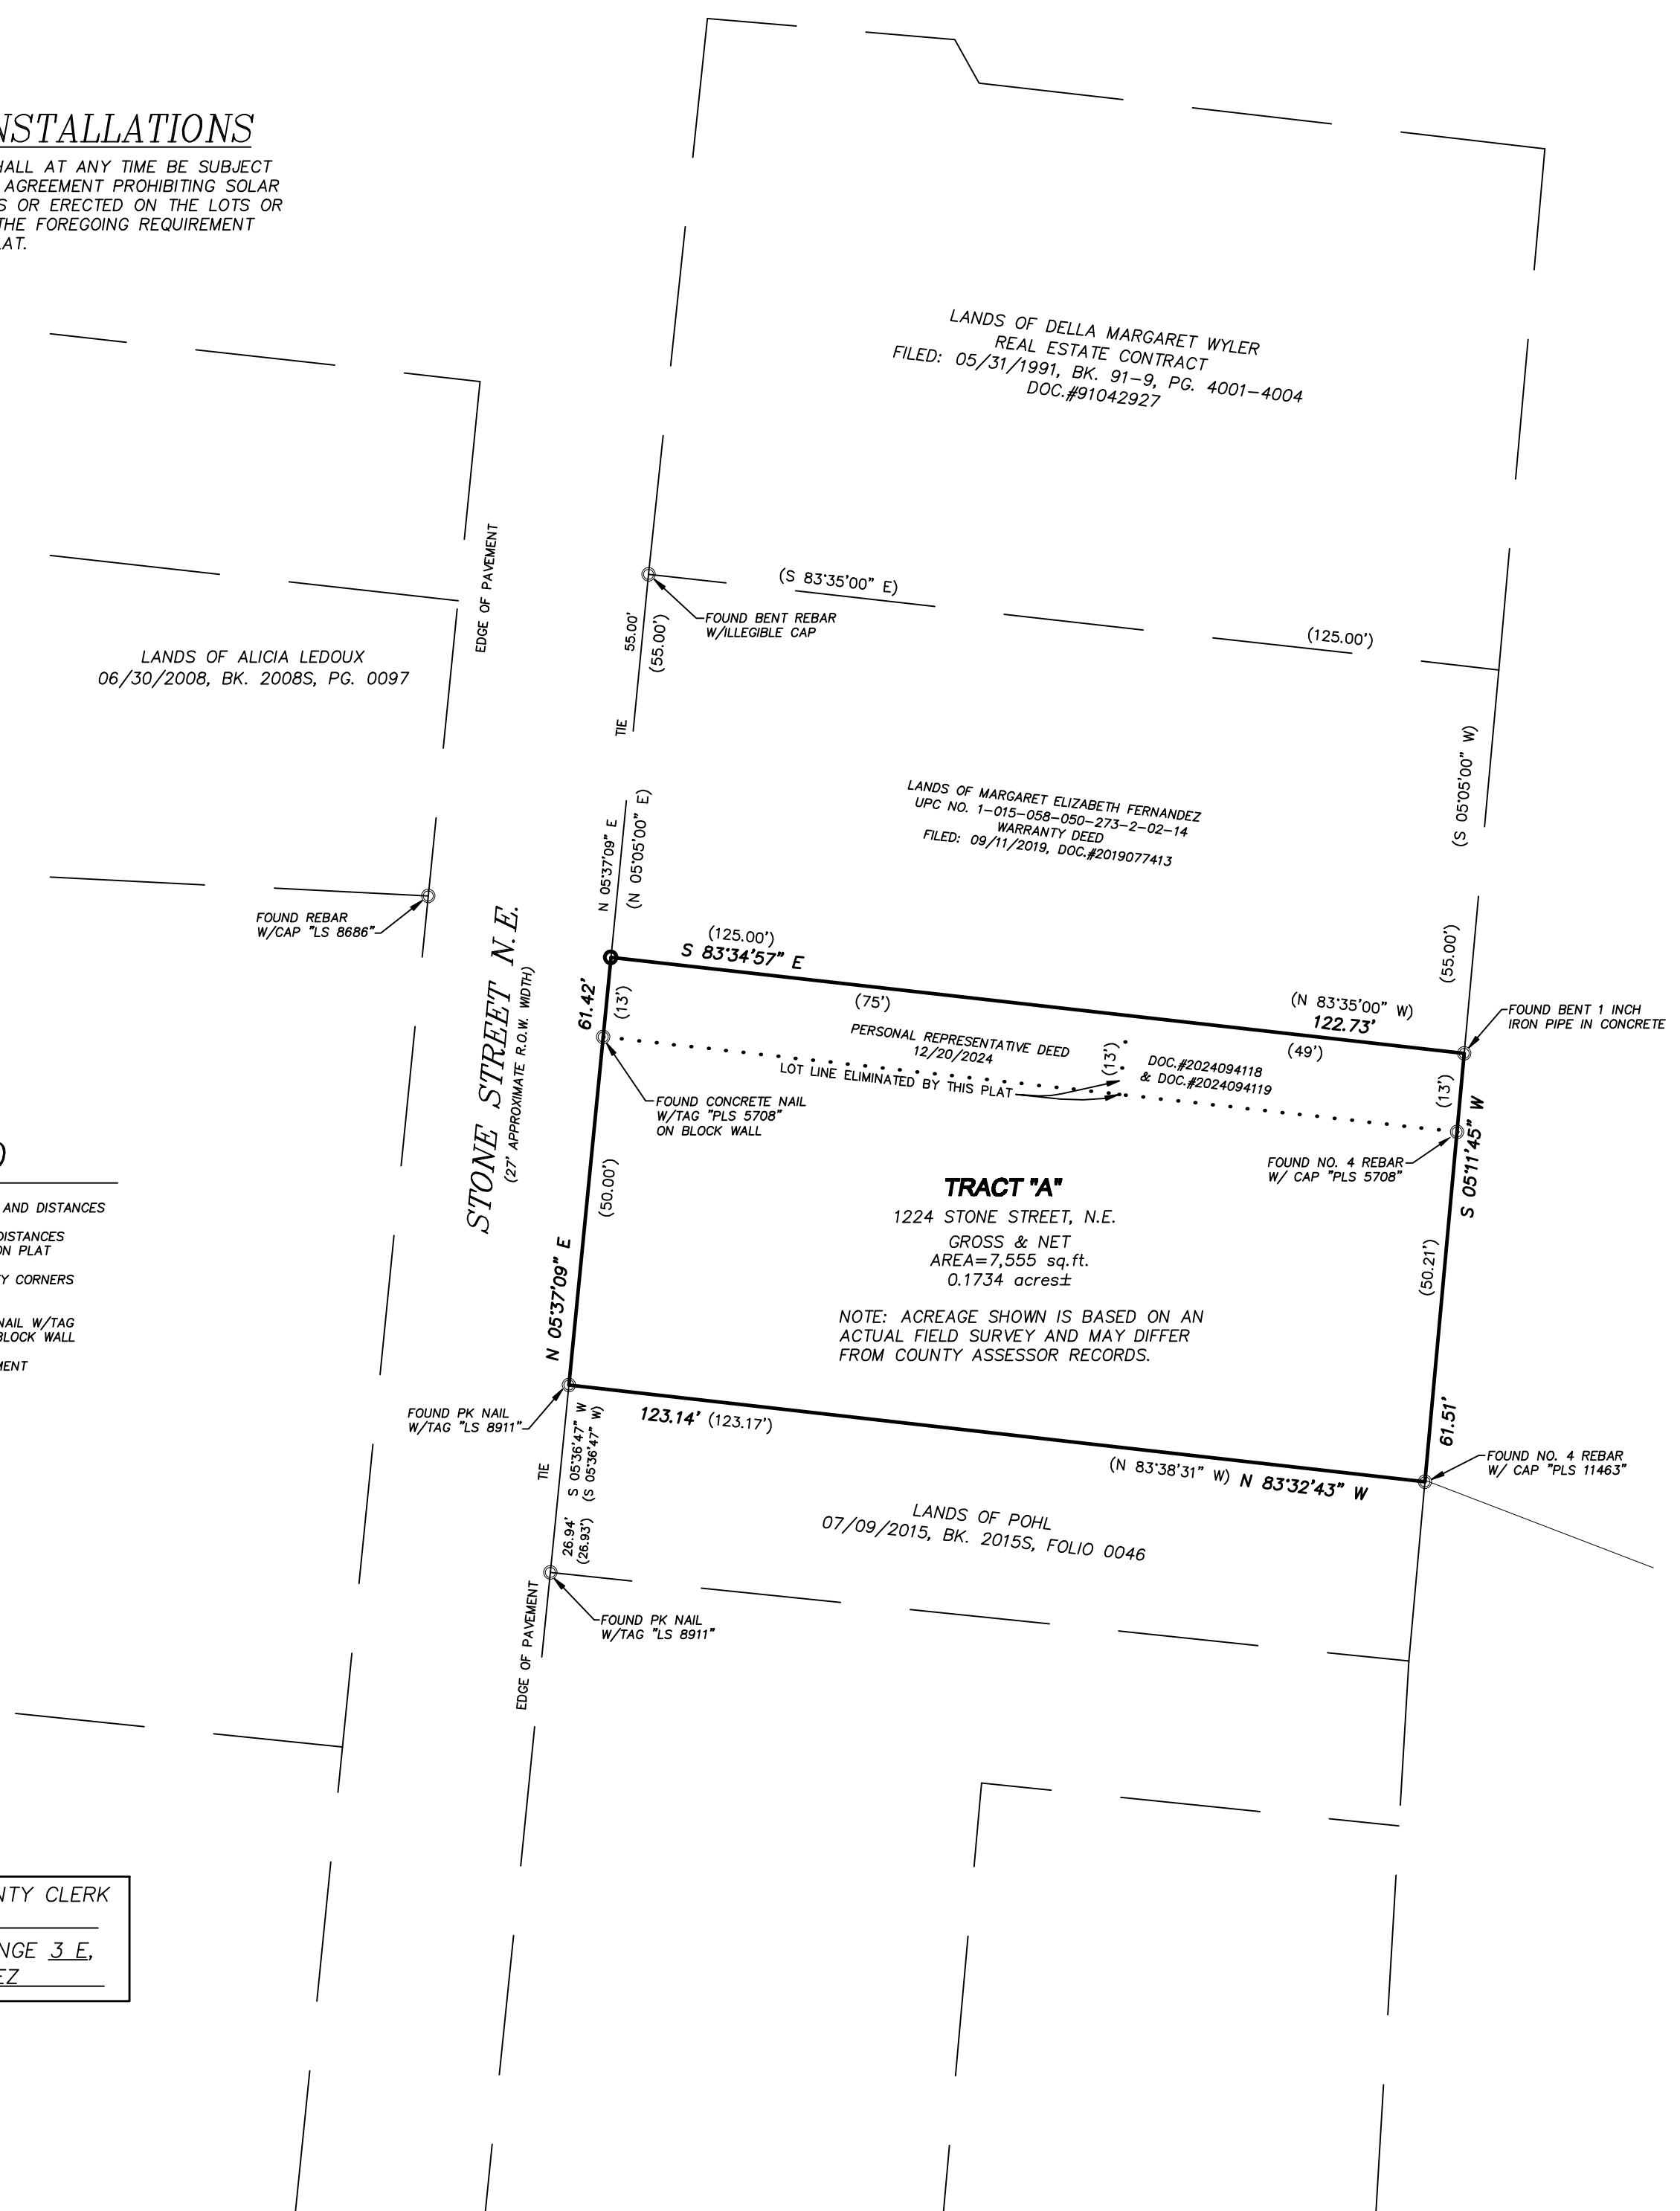 NSTALLATIONS
HALL AT ANY TIME BE SUBJECT
AGREEMENT PROHIBITING SOLAR
S OR ERECTED ON THE LOTS OR
THE FOREGOING REQUIREMENT
LAT.
LANDS OF DELLA MARGARET WYLER
REAL ESTATE CONTRACT
FILED: 05/31/1991, BK. 91-9, PG. 4001-4004
DOC.#91042927
EDGE OF PAVEMENT
(S 83°35'00" E)
(125.00')
FOUND BENT REBAR
W/ILLEGIBLE CAP
55.00'
(55.00')
TIE
LANDS OF ALICIA LEDOUX
06/30/2008, BK. 2008S, PG. 0097
(S 05°05'00" W)
LANDS OF MARGARET ELIZABETH FERNANDEZ
UPC NO. 1-015-058-050-273-2-02-14
WARRANTY DEED
FILED: 09/11/2019, DOC.#2019077413
N 05°37'09" E
(N 05°05'00" E)
FOUND REBAR
W/CAP "LS 8686"
STONE STREET N.E.
(27' APPROXIMATE R.O.W. WIDTH)
(125.00')
S 83°34'57" E
(55.00')
61.42'
(13')
(75')
(N 83°35'00" W)
122.73'
(49')
FOUND BENT 1 INCH
IRON PIPE IN CONCRETE
PERSONAL REPRESENTATIVE DEED
12/20/2024
(13')
DOC.#2024094118
& DOC.#2024094119
LOT LINE ELIMINATED BY THIS PLAT
(13')
S 05°11'45" W
FOUND CONCRETE NAIL
W/TAG "PLS 5708"
ON BLOCK WALL
FOUND NO. 4 REBAR
W/ CAP "PLS 5708"
(50.00')
TRACT "A"
1224 STONE STREET, N.E.
GROSS & NET
AREA=7,555 sq.ft.
0.1734 acres±
NOTE: ACREAGE SHOWN IS BASED ON AN
ACTUAL FIELD SURVEY AND MAY DIFFER
FROM COUNTY ASSESSOR RECORDS.
(50.21')
N 05°37'09" E
61.51'
D
AND DISTANCES
DISTANCES
ON PLAT
Y CORNERS
NAIL W/TAG
BLOCK WALL
MENT
FOUND PK NAIL
W/TAG "LS 8911"
123.14' (123.17')
(N 83°38'31" W) N 83°32'43" W
FOUND NO. 4 REBAR
W/ CAP "PLS 11463"
S 05°36'47" W
(S 05°36'47" W)
TIE
26.94'
(26.93')
LANDS OF POHL
07/09/2015, BK. 2015S, FOLIO 0046
FOUND PK NAIL
W/TAG "LS 8911"
EDGE OF PAVEMENT
NTY CLERK
NGE 3 E,
EZ